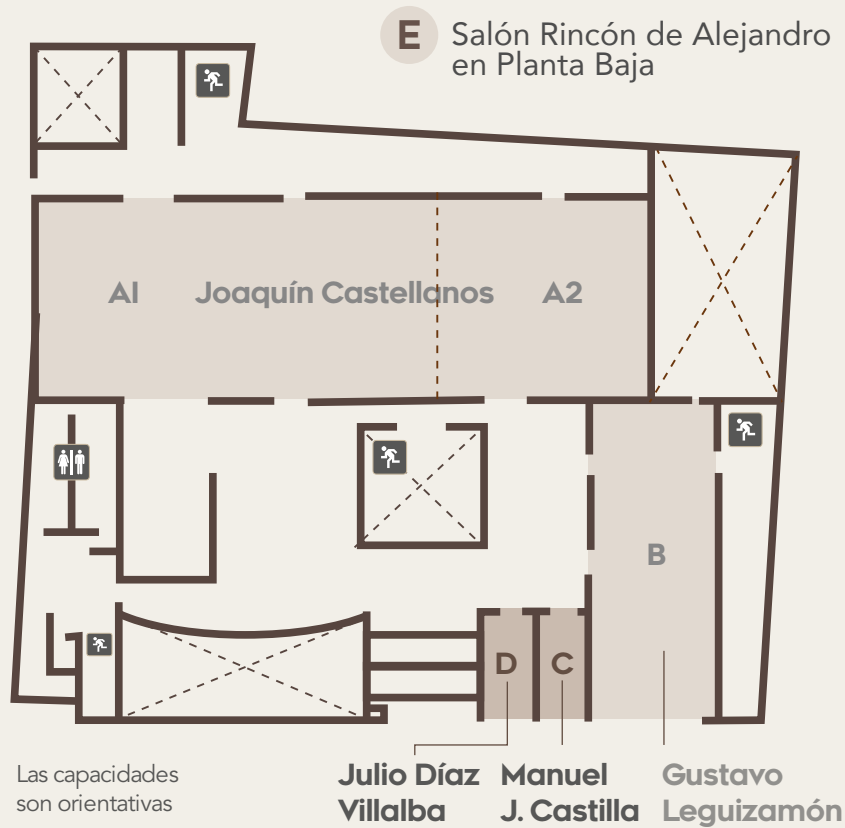 E Salón Rincón de Alejandro
en Planta Baja
A1 Joaquín Castellanos A2
B
D C
Las capacidades
son orientativas
Julio Díaz
Villalba
Manuel
J. Castilla
Gustavo
Leguizamón